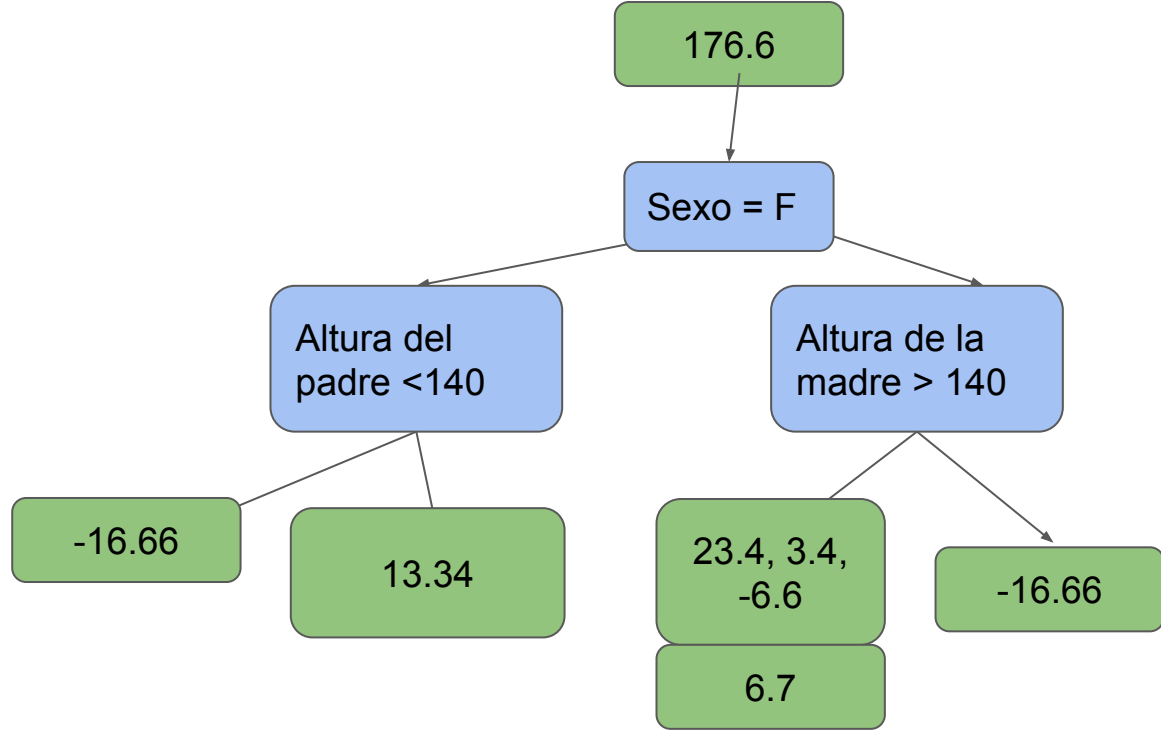 176.6
Sexo = F
Altura del
padre <140
Altura de la
madre > 140
-16.66
13.34
23.4, 3.4,
-6.6
-16.66
6.7